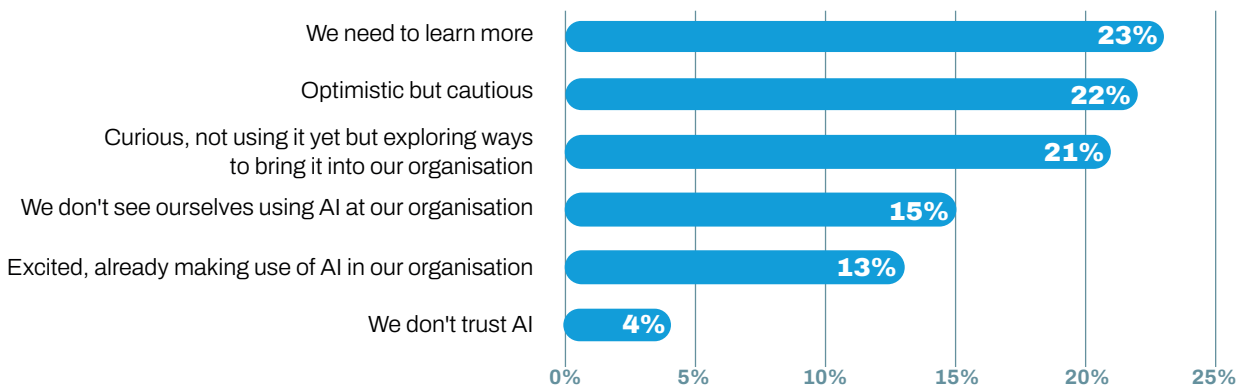 We need to learn more
23%
Optimistic but cautious
22%
Curious, not using it yet but exploring ways
to bring it into our organisation
21%
We don't see ourselves using AI at our organisation
15%
Excited, already making use of AI in our organisation
13%
We don't trust AI
4%
0% 5% 10% 15% 20% 25%